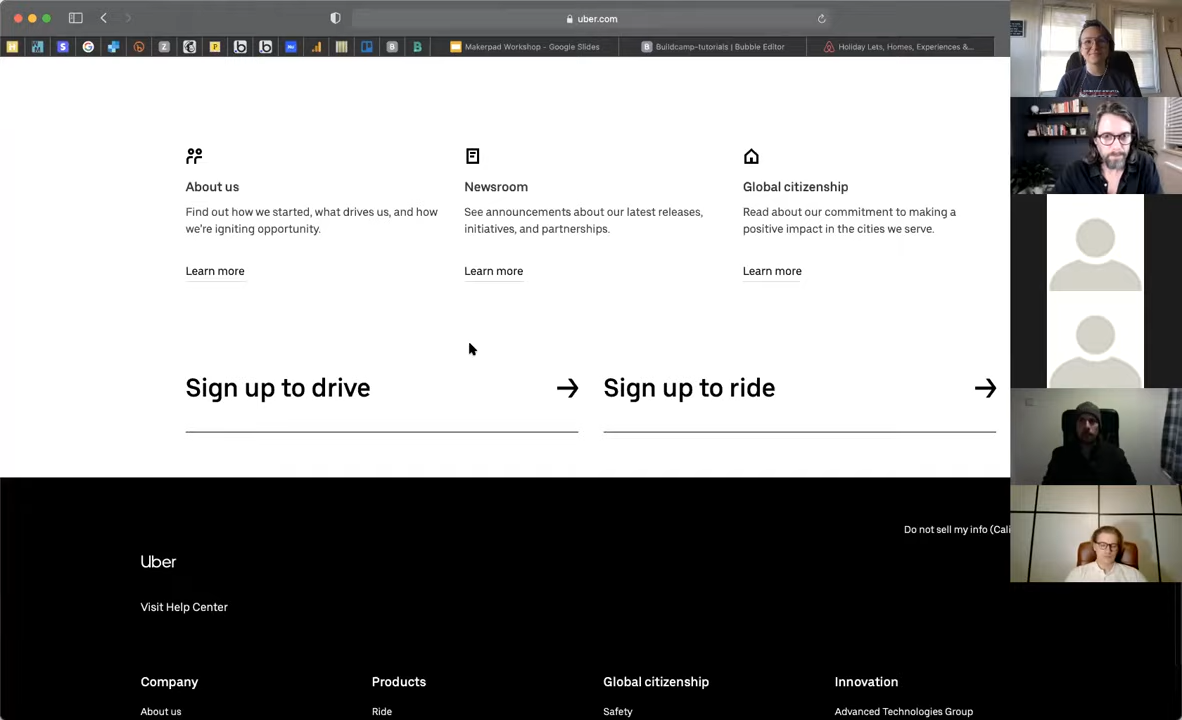 uber.com
Makerpad Workshop - Google Slides
Buildcamp-tutorials | Bubble Editor
Holiday Lets, Homes, Experiences &...
About us
Newsroom
Global citizenship
Find out how we started, what drives us, and how
we're igniting opportunity.
See announcements about our latest releases,
initiatives, and partnerships.
Read about our commitment to making a
positive impact in the cities we serve.
Learn more
Learn more
Learn more
Sign up to drive
Sign up to ride
Do not sell my info (Cali
Uber
Visit Help Center
Company
Products
Global citizenship
Innovation
About us
Ride
Safety
Advanced Technologies Group